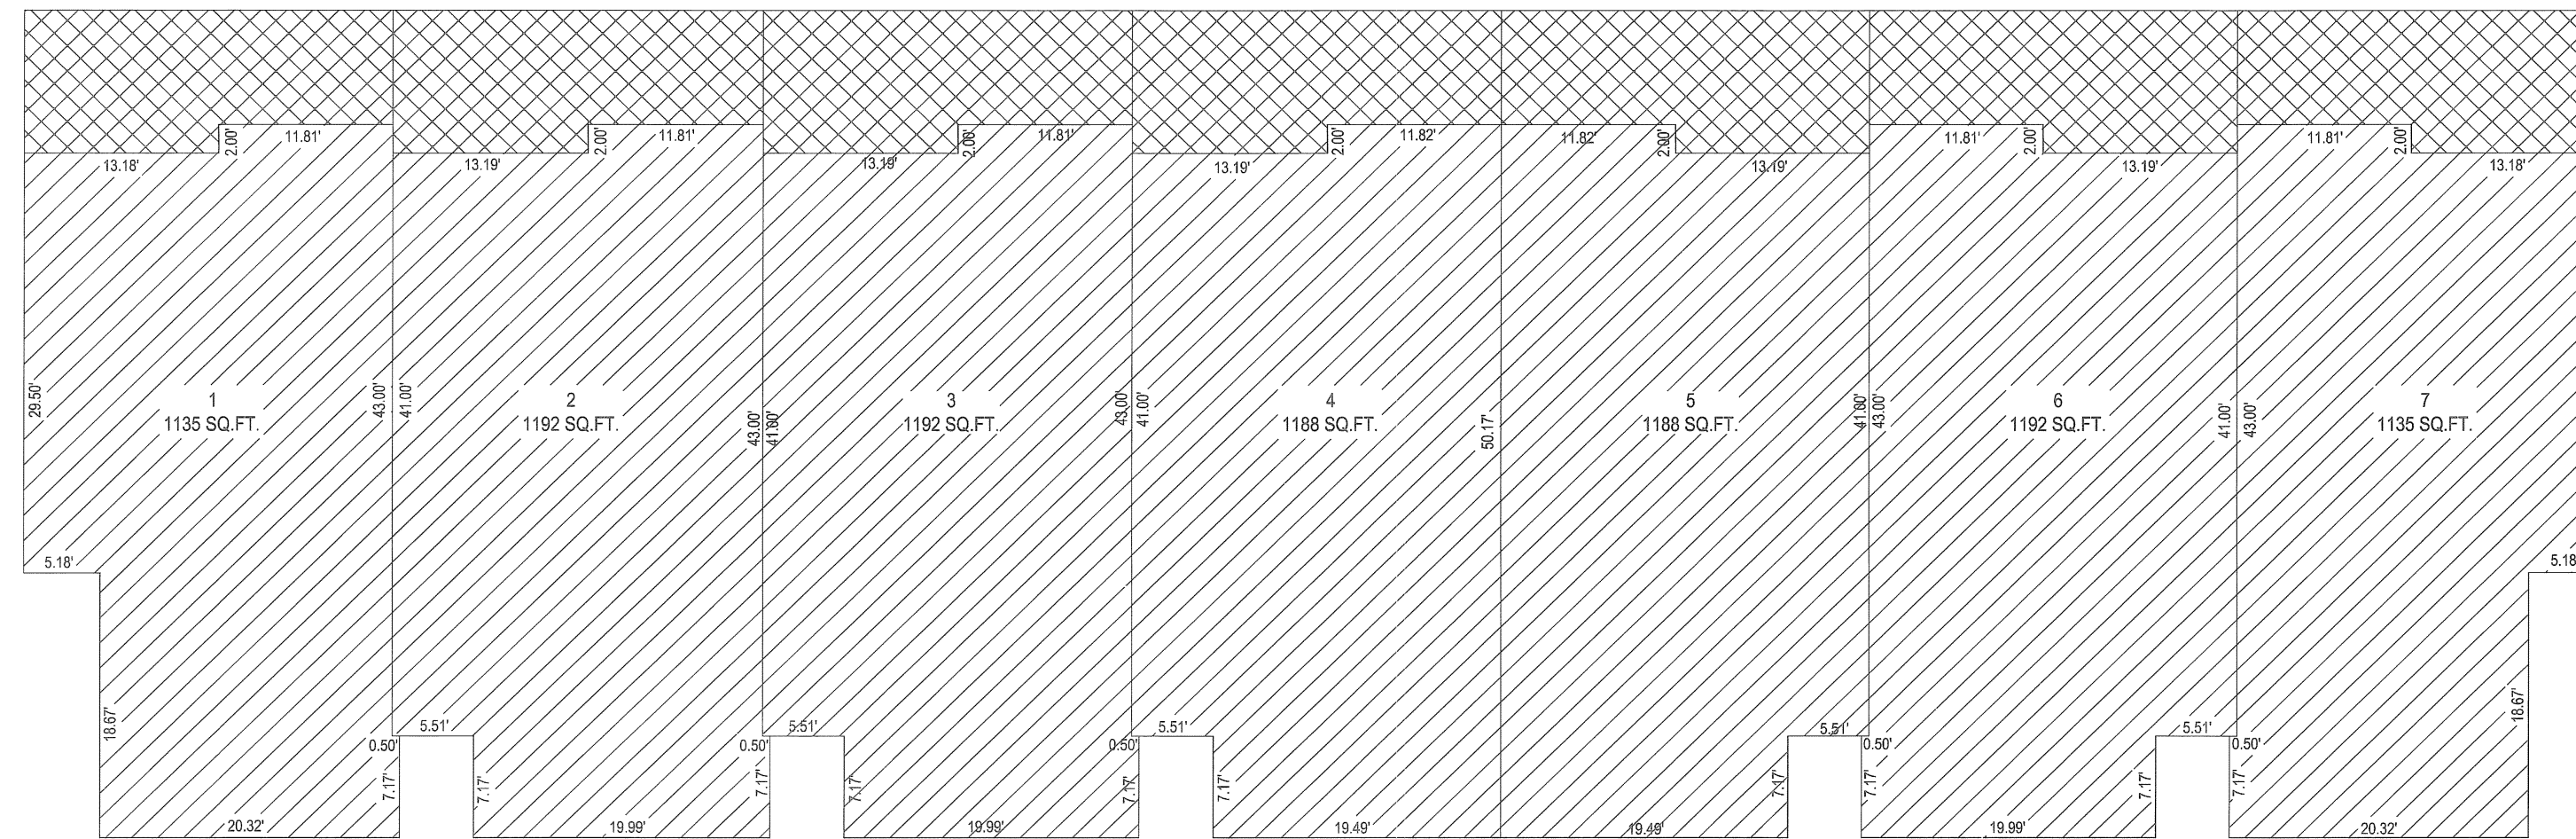 2.00' 11.81' 2.00' 11.81' 2.00' 11.81' 2.00' 11.82' 11.82' 2.00' 11.81' 2.00' 11.81' 2.00'
13.18' 13.19' 13.19' 13.19' 13.19' 13.19' 13.18'
29.50' 43.00' 41.00' 43.00' 41.00' 43.00' 41.00' 50.17' 41.00' 43.00' 41.00' 43.00'
1 2 3 4 5 6 7
1135 SQ.FT. 1192 SQ.FT. 1192 SQ.FT. 1188 SQ.FT. 1188 SQ.FT. 1192 SQ.FT. 1135 SQ.FT.
5.18' 5.18
18.67' 18.67'
5.51' 5.51' 5.51' 5.51' 5.51'
0.50' 0.50' 0.50' 0.50' 0.50'
7.17' 7.17' 7.17' 7.17' 7.17' 7.17' 7.17' 7.17' 7.17' 7.17'
20.32' 19.99' 19.99' 19.49' 19.49' 19.99' 20.32'